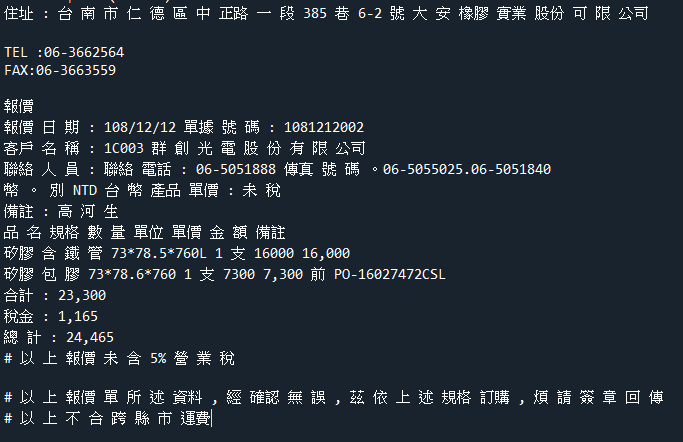 住址 : 台 南 市 仁 德 區 中 正路 一 段 385 巷 6-2 號 大 安 橡膠 實業 股份 可 限 公司
TEL :06-3662564
FAX:06-3663559
報價
報價 日 期 : 108/12/12 單據 號 碼 : 1081212002
客戶 名 稱 : 1C003 群 創 光 電 股 份 有 限 公司
聯絡 人 員 : 聯絡 電話 : 06-5051888 傳真 號 碼 。06-5055025.06-5051840
幣 。 別 NTD 台 幣 產品 單價 : 未 稅
備註 : 高 河 生
品 名 規格 數 量 單位 單價 金 額 備註
矽膠 含 鐵 管 73*78.5*760L 1 支 16000 16,000
矽膠 包 膠 73*78.6*760 1 支 7300 7,300 前 PO-16027472CSL
合計 : 23,300
稅金 : 1,165
總 計 : 24,465
# 以 上 報價 未 含 5% 營 業 稅
# 以 上 報價 單 所 述 資料 , 經 確認 無 誤 , 茲 依 上 述 規格 訂購 , 煩 請 簽 章 回 傳
# 以 上 不 合 跨 縣 市 運費